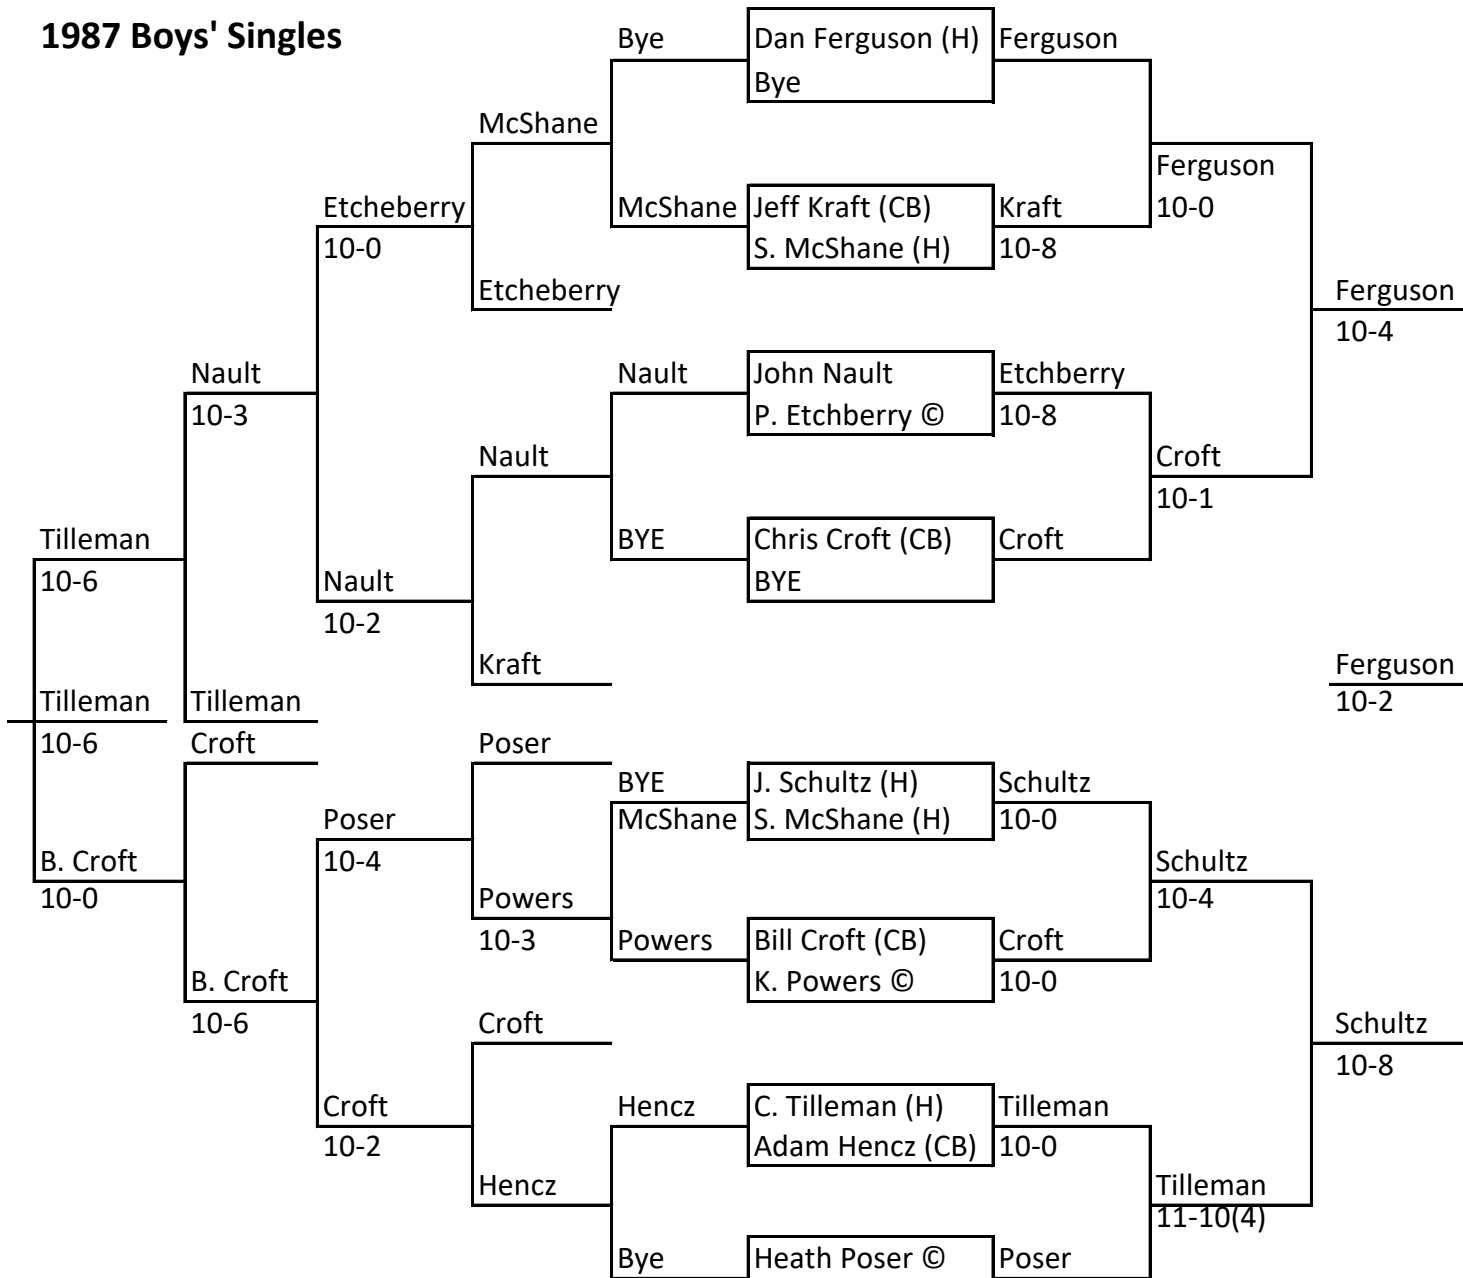 1987 Boys' Singles
Bye
Dan Ferguson (H)
Ferguson
Bye
McShane
Ferguson
Etcheberry
McShane
Jeff Kraft (CB)
Kraft
10-0
10-0
S. McShane (H)
10-8
Etcheberry
Ferguson
10-4
Nault
Nault
John Nault
Etchberry
10-3
P. Etchberry ©
10-8
Nault
Croft
10-1
Tilleman
BYE
Chris Croft (CB)
Croft
10-6
Nault
BYE
10-2
Kraft
Ferguson
Tilleman
Tilleman
10-2
10-6
Croft
Poser
BYE
J. Schultz (H)
Schultz
Poser
McShane
S. McShane (H)
10-0
B. Croft
10-4
Schultz
10-0
Powers
10-4
10-3
Powers
Bill Croft (CB)
Croft
B. Croft
K. Powers ©
10-0
10-6
Croft
Schultz
10-8
Croft
Hencz
C. Tilleman (H)
Tilleman
10-2
Adam Hencz (CB)
10-0
Hencz
Tilleman
11-10(4)
Bye
Heath Poser ©
Poser